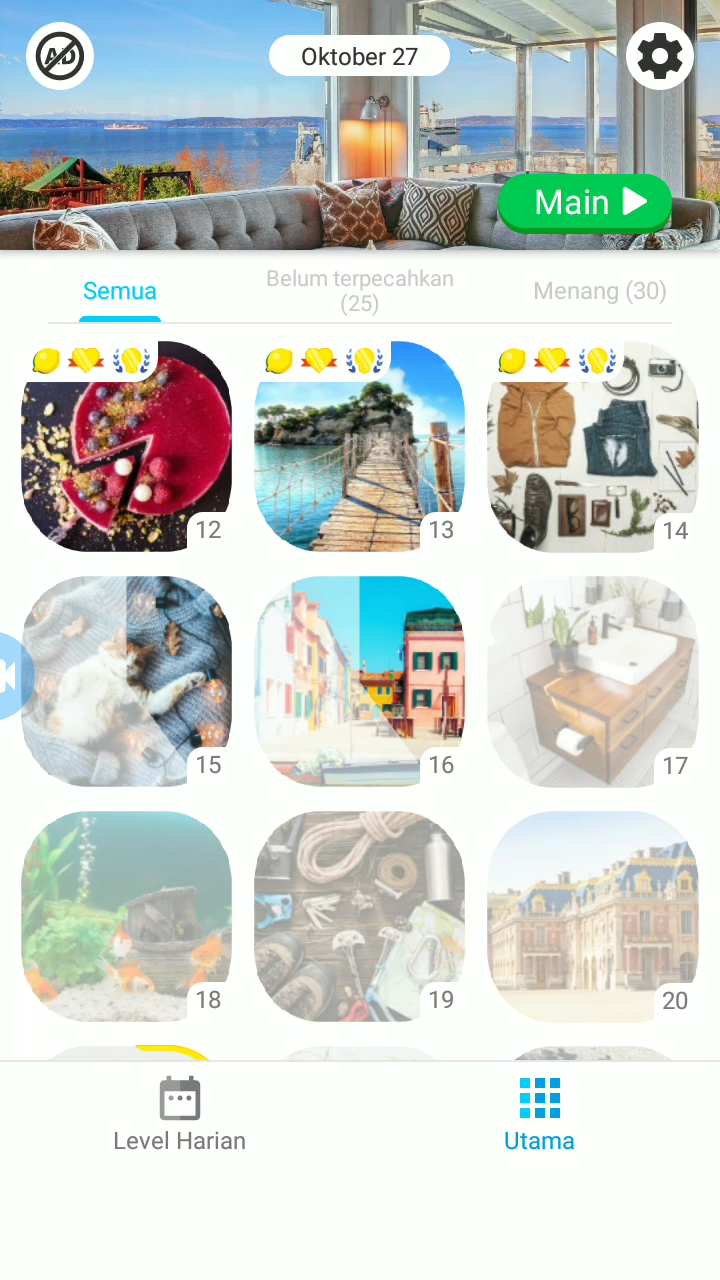 AD
Oktober 27
Main
Semua
Belum terpecahkan
(25)
Menang (30)
12
13
14
15
16
17
18
19
20
Level Harian
Utama